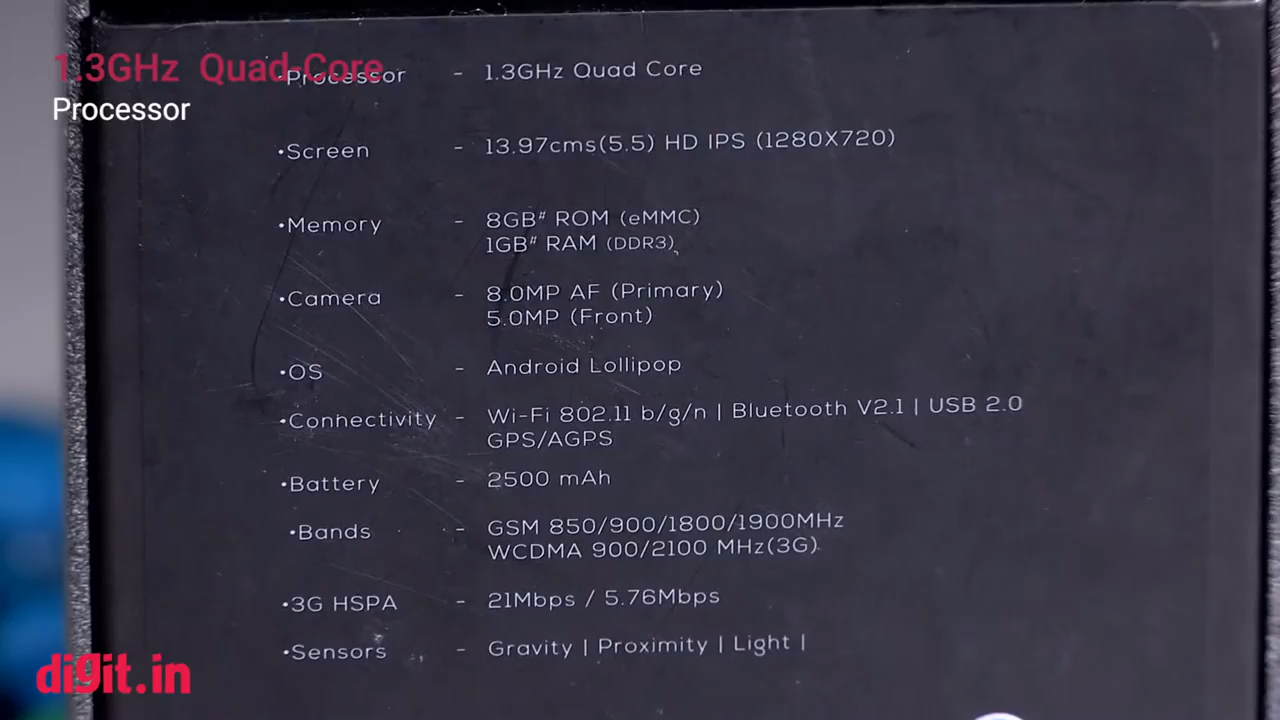 1.3GHz Quad-Core
Processor
•Processor - 1.3GHz Quad Core
•Screen - 13.97cms(5.5) HD IPS (1280X720)
•Memory - 8GB# ROM (eMMC)
1GB# RAM (DDR3)
•Camera - 8.0MP AF (Primary)
5.0MP (Front)
•OS - Android Lollipop
•Connectivity - Wi-Fi 802.11 b/g/n | Bluetooth V2.1 | USB 2.0
GPS/AGPS
•Battery - 2500 mAh
•Bands - GSM 850/900/1800/1900MHz
WCDMA 900/2100 MHz(3G)
•3G HSPA - 21Mbps / 5.76Mbps
•Sensors - Gravity | Proximity | Light |
digit.in